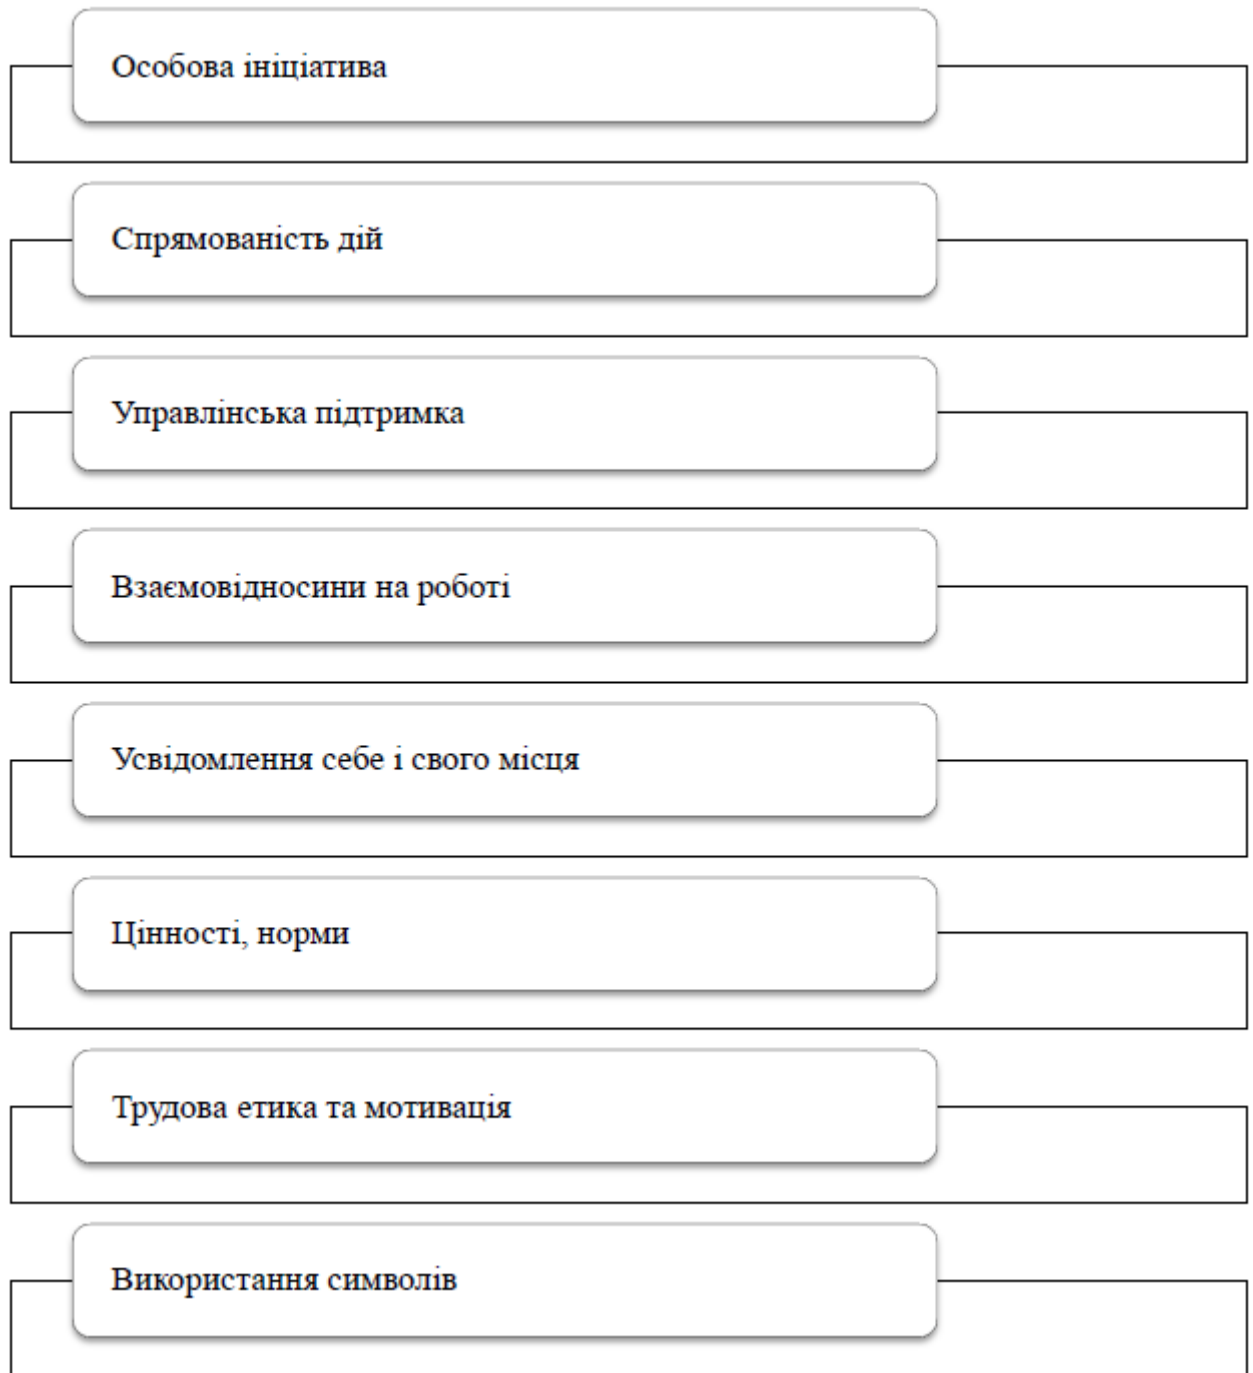 Особова ініціатива
Спрямованість дій
Управлінська підтримка
Взаємовідносини на роботі
Усвідомлення себе і свого місця
Цінності, норми
Трудова етика та мотивація
Використання символів